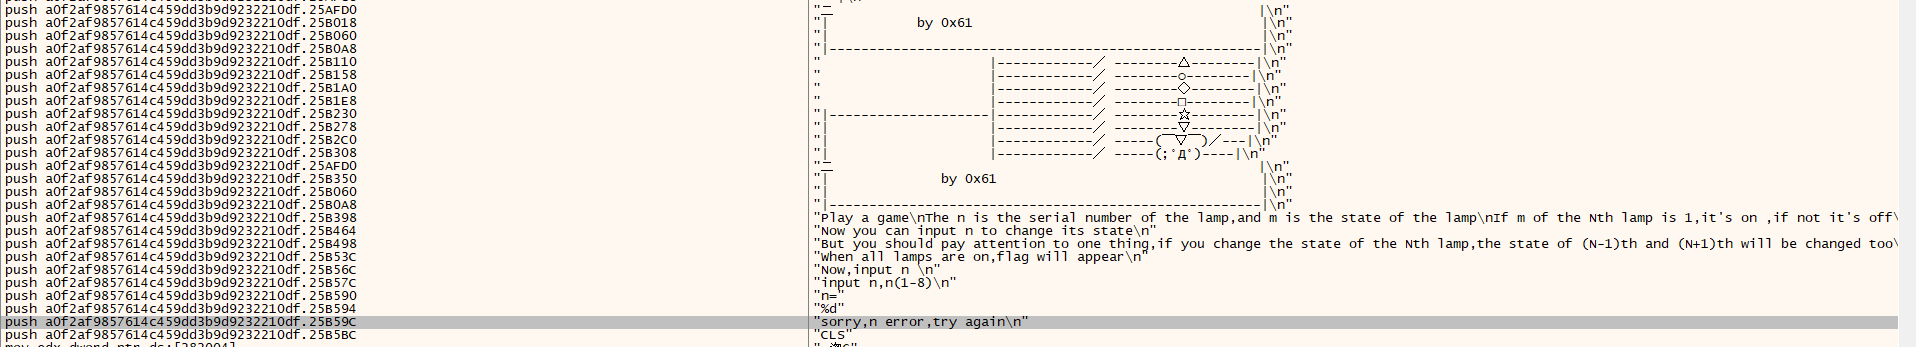 push a0f2af9857614c459dd3b9d9232210df.25AFD0 "二 |\n"
push a0f2af9857614c459dd3b9d9232210df.25B018 "| by 0x61 |\n"
push a0f2af9857614c459dd3b9d9232210df.25B060 "| |\n"
push a0f2af9857614c459dd3b9d9232210df.25B0A8 "|------------------------------------------------------|\n"
push a0f2af9857614c459dd3b9d9232210df.25B110 " |------------／ --------△--------|\n"
push a0f2af9857614c459dd3b9d9232210df.25B158 " |------------／ --------○--------|\n"
push a0f2af9857614c459dd3b9d9232210df.25B1A0 " |------------／ --------◇--------|\n"
push a0f2af9857614c459dd3b9d9232210df.25B1E8 " |------------／ --------□--------|\n"
push a0f2af9857614c459dd3b9d9232210df.25B230 "|--------------------|------------／ --------☆--------|\n"
push a0f2af9857614c459dd3b9d9232210df.25B278 "| |------------／ --------▽--------|\n"
push a0f2af9857614c459dd3b9d9232210df.25B2C0 "| |------------／ -----(￣▽￣)／---|\n"
push a0f2af9857614c459dd3b9d9232210df.25B308 "| |------------／ -----(;°Д°)----|\n"
push a0f2af9857614c459dd3b9d9232210df.25AFD0 "二 |\n"
push a0f2af9857614c459dd3b9d9232210df.25B350 "| by 0x61 |\n"
push a0f2af9857614c459dd3b9d9232210df.25B060 "| |\n"
push a0f2af9857614c459dd3b9d9232210df.25B0A8 "|------------------------------------------------------|\n"
push a0f2af9857614c459dd3b9d9232210df.25B398 "Play a game\nThe n is the serial number of the lamp,and m is the state of the lamp\nIf m of the Nth lamp is 1,it's on ,if not it's off\
push a0f2af9857614c459dd3b9d9232210df.25B464 "Now you can input n to change its state\n"
push a0f2af9857614c459dd3b9d9232210df.25B498 "But you should pay attention to one thing,if you change the state of the Nth lamp,the state of (N-1)th and (N+1)th will be changed too\
push a0f2af9857614c459dd3b9d9232210df.25B53C "When all lamps are on,flag will appear\n"
push a0f2af9857614c459dd3b9d9232210df.25B56C "Now,input n \n"
push a0f2af9857614c459dd3b9d9232210df.25B57C "input n,n(1-8)\n"
push a0f2af9857614c459dd3b9d9232210df.25B590 "n="
push a0f2af9857614c459dd3b9d9232210df.25B594 "%d"
push a0f2af9857614c459dd3b9d9232210df.25B59C "sorry,n error,try again\n"
push a0f2af9857614c459dd3b9d9232210df.25B5BC "CLS"